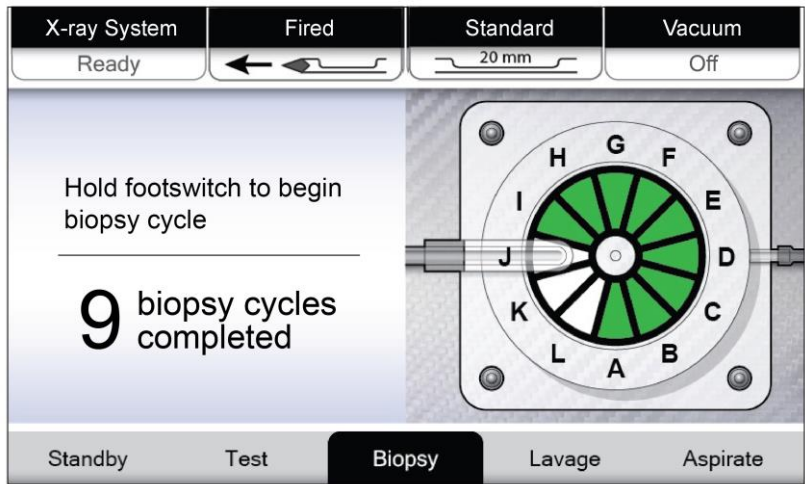 X-ray System
Fired
Standard
Vacuum
Ready
20 mm
Off
Hold footswitch to begin
biopsy cycle
9 biopsy cycles
completed
G
H
F
I
E
J
D
K
C
L
B
A
Standby
Test
Biopsy
Lavage
Aspirate